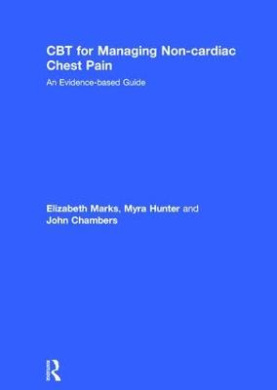 CBT for Managing Non-cardiac
Chest Pain
An Evidence-based Guide
Elizabeth Marks, Myra Hunter and
John Chambers
R